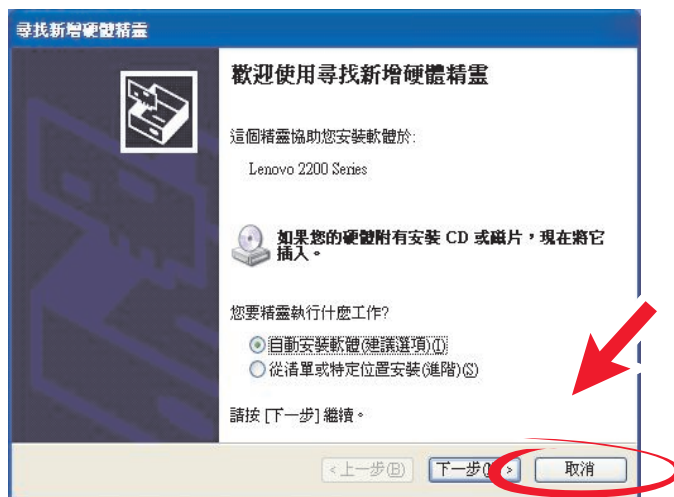 尋找新增硬體精靈
歡迎使用尋找新增硬體精靈
這個精靈協助您安裝軟體於:
Lenovo 2200 Series
如果您的硬體附有安裝 CD 或磁片，現在將它
插入。
您要精靈執行什麼工作?
自動安裝軟體(建議選項)(I)
從清單或特定位置安裝(進階)(S)
請按 [下一步] 繼續。
<上一步(B) 下一步( > 取消